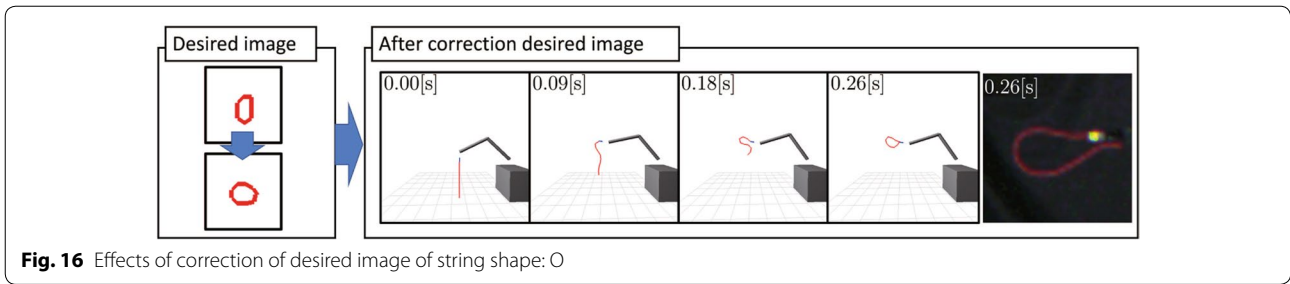 Desired image
After correction desired image
0.00[s]
0.09[s]
0.18[s]
0.26[s]
0.26[s]
Fig. 16 Effects of correction of desired image of string shape: O